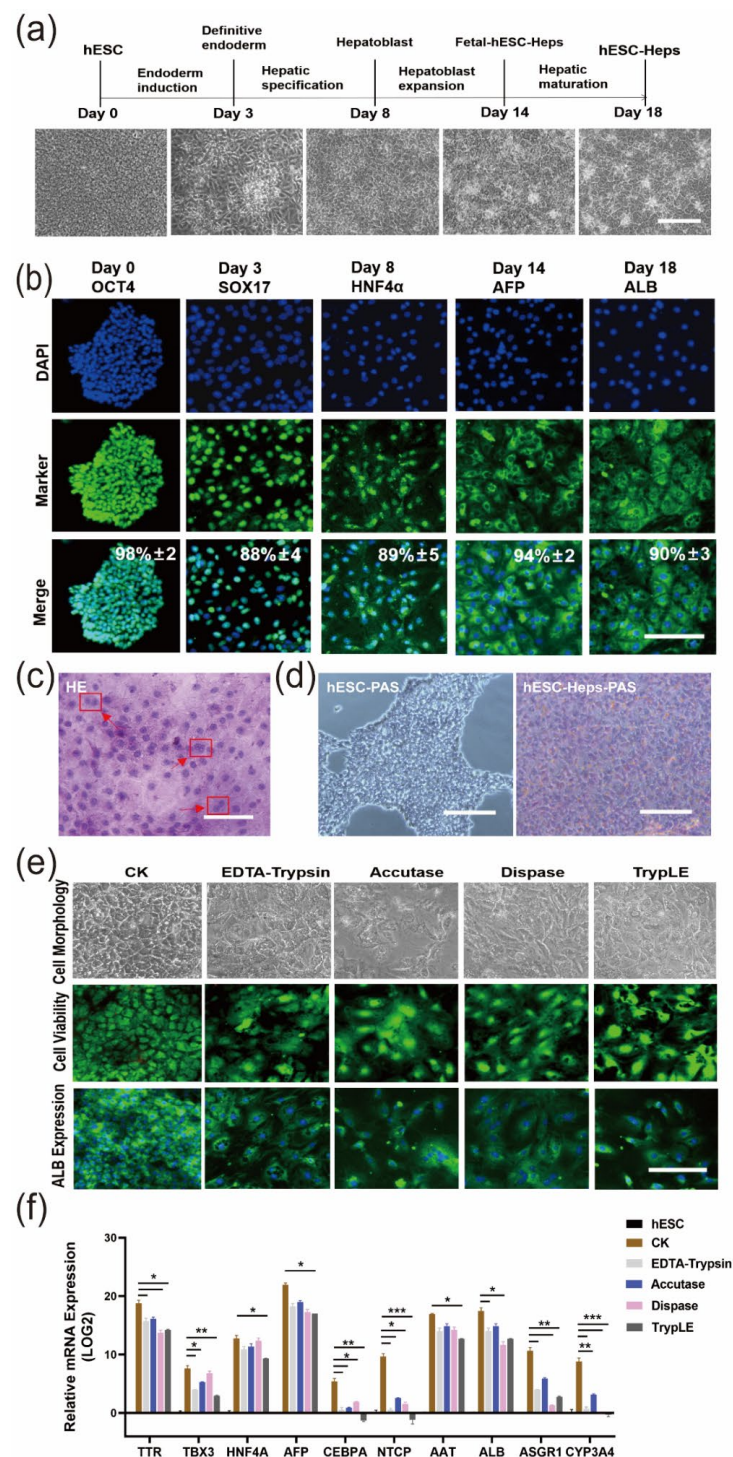 (a)
hESC
Definitive
endoderm
Hepatoblast
Fetal-hESC-Heps
hESC-Heps
Endoderm
induction
Hepatic
specification
Hepatoblast
expansion
Hepatic
maturation
Day 0
Day 3
Day 8
Day 14
Day 18
(b)
Day 0
OCT4
Day 3
SOX17
Day 8
HNF4α
Day 14
AFP
Day 18
ALB
DAPI
Marker
Merge
98%±2
88%±4
89%±5
94%±2
90%±3
(c)
HE
(d)
hESC-PAS
hESC-Heps-PAS
(e)
CK
EDTA-Trypsin
Accutase
Dispase
TrypLE
Cell Morphology
Cell Viability
ALB Expression
(f)
Relative mRNA Expression
(LOG2)
30
20
10
0
*
**
*
*
*
**
*
***
*
*
*
**
***
**
hESC
CK
EDTA-Trypsin
Accutase
Dispase
TrypLE
TTR
TBX3
HNF4A
AFP
CEBPA
NTCP
AAT
ALB
ASGR1
CYP3A4